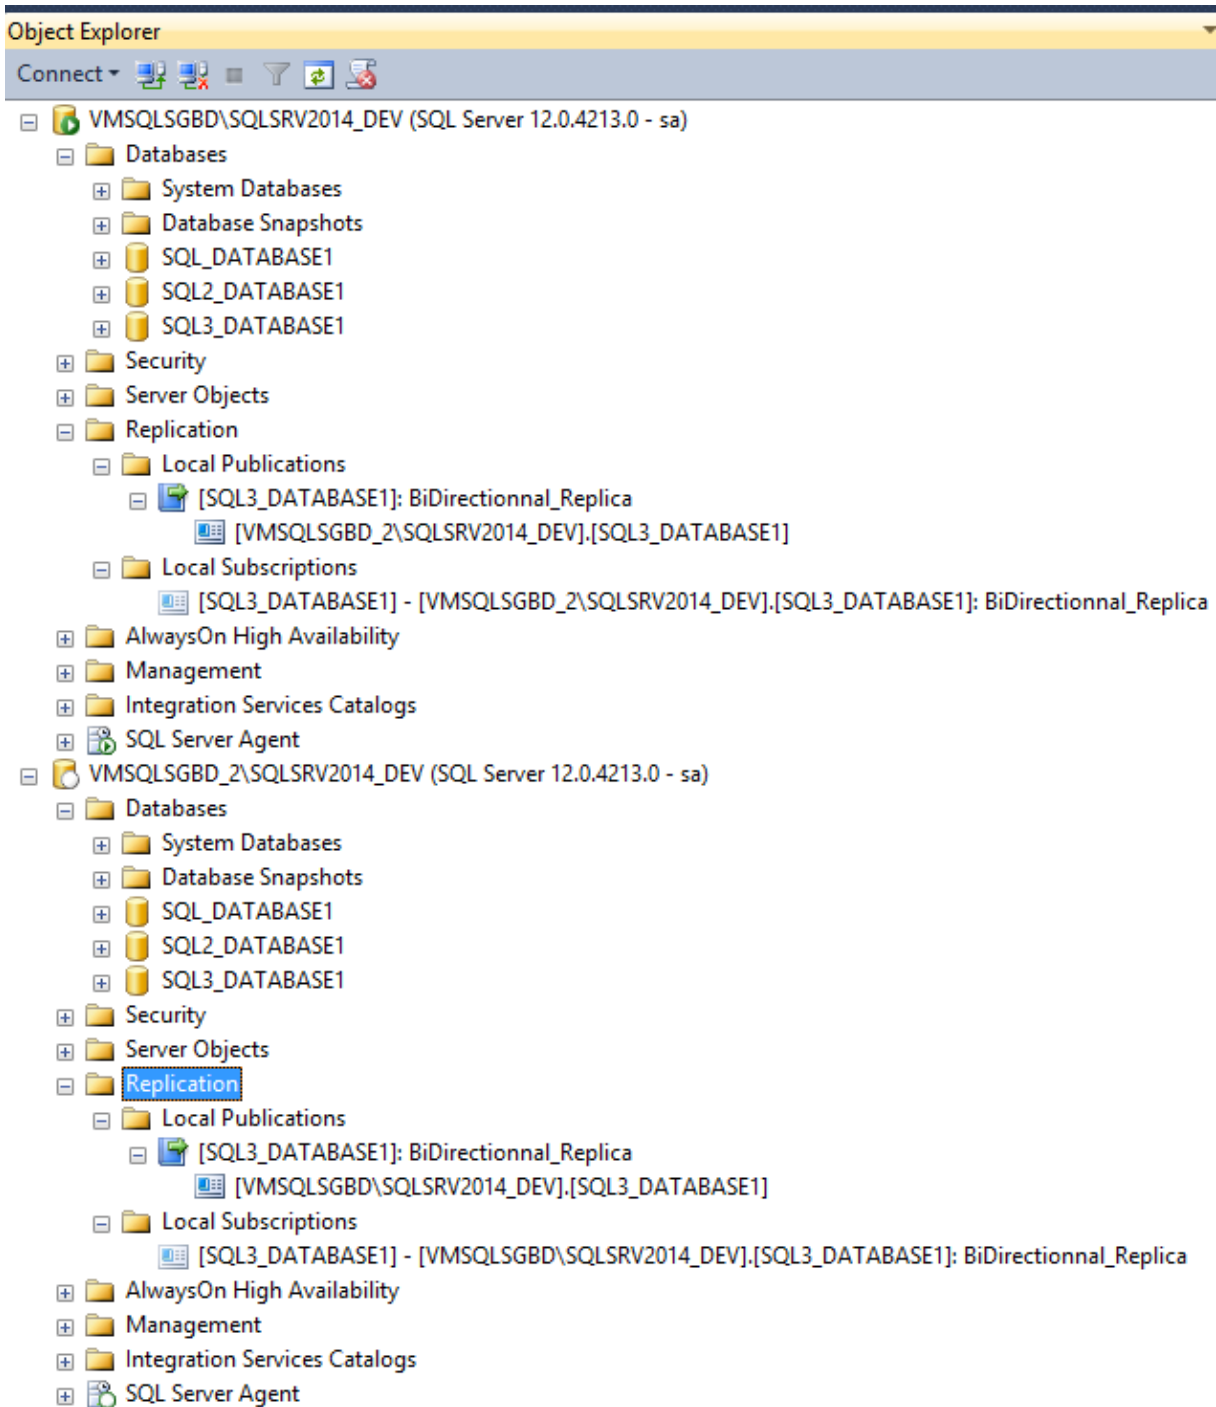 Object Explorer
Connect
VMSQLSGBD\SQLSRV2014_DEV (SQL Server 12.0.4213.0 - sa)
Databases
System Databases
Database Snapshots
SQL_DATABASE1
SQL2_DATABASE1
SQL3_DATABASE1
Security
Server Objects
Replication
Local Publications
[SQL3_DATABASE1]: BiDirectionnal_Replica
[VMSQLSGBD_2\SQLSRV2014_DEV].[SQL3_DATABASE1]
Local Subscriptions
[SQL3_DATABASE1] - [VMSQLSGBD_2\SQLSRV2014_DEV].[SQL3_DATABASE1]: BiDirectionnal_Replica
AlwaysOn High Availability
Management
Integration Services Catalogs
SQL Server Agent
VMSQLSGBD_2\SQLSRV2014_DEV (SQL Server 12.0.4213.0 - sa)
Databases
System Databases
Database Snapshots
SQL_DATABASE1
SQL2_DATABASE1
SQL3_DATABASE1
Security
Server Objects
Replication
Local Publications
[SQL3_DATABASE1]: BiDirectionnal_Replica
[VMSQLSGBD\SQLSRV2014_DEV].[SQL3_DATABASE1]
Local Subscriptions
[SQL3_DATABASE1] - [VMSQLSGBD\SQLSRV2014_DEV].[SQL3_DATABASE1]: BiDirectionnal_Replica
AlwaysOn High Availability
Management
Integration Services Catalogs
SQL Server Agent